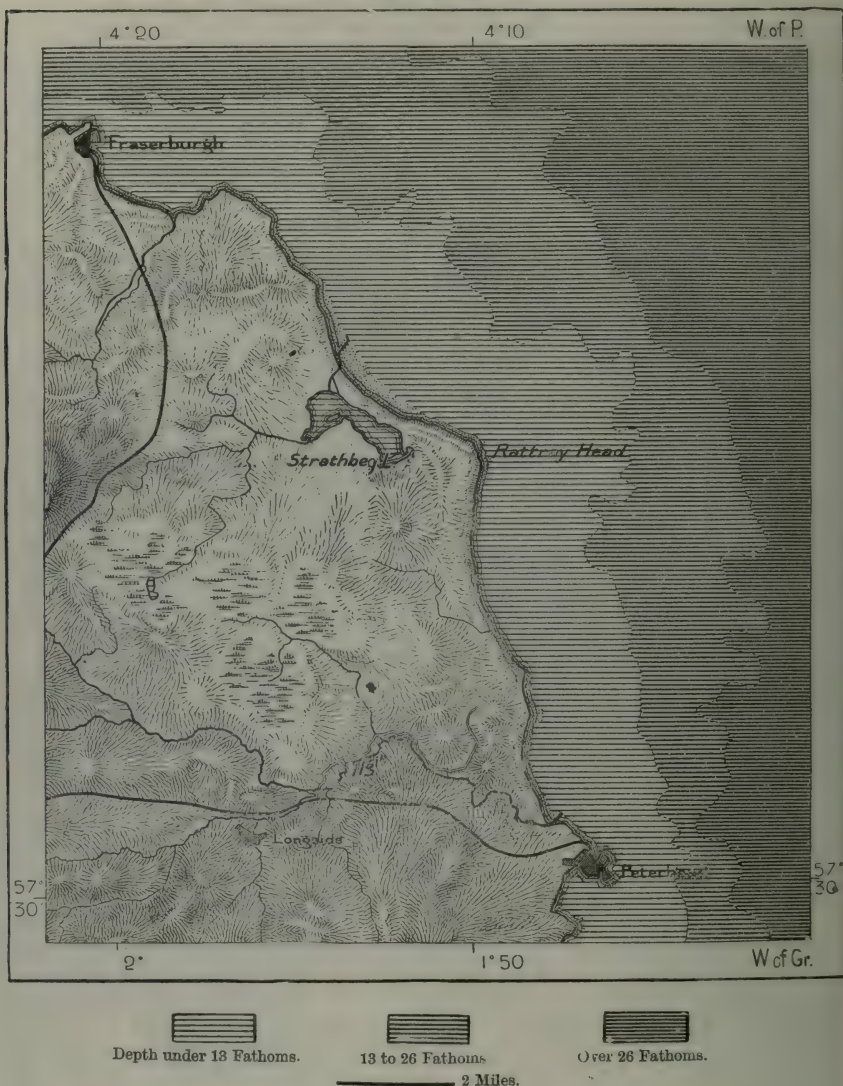 4°20 4°10 W. of P.
Fraserburgh
Strathbeg L
Rattray Head
Longside
57°
30
57°
30
2° 1°50 W of Gr.
Depth under 13 Fathoms. 13 to 26 Fathoms Over 26 Fathoms.
2 Miles.